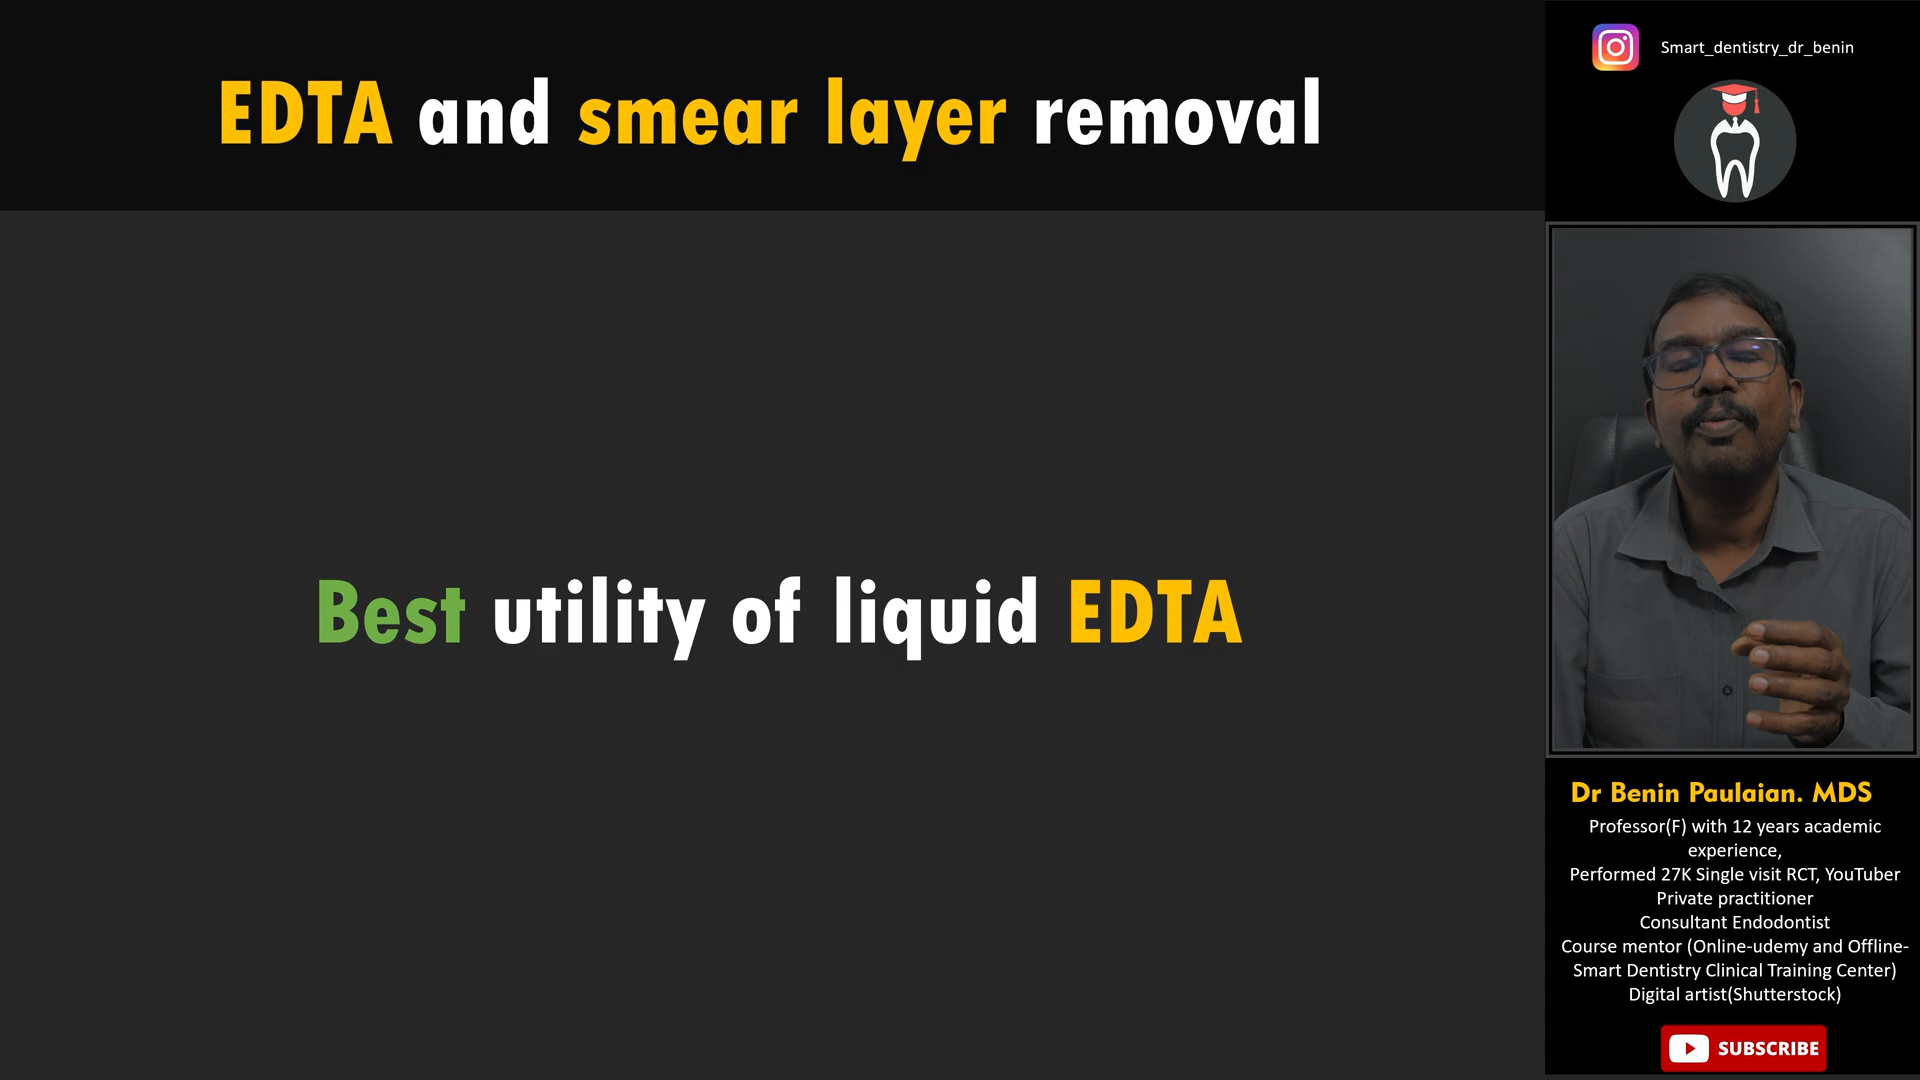 EDTA and smear layer removal
Best utility of liquid EDTA
Smart_dentistry_dr_benin
Dr Benin Paulaian. MDS
Professor(F) with 12 years academic
experience,
Performed 27K Single visit RCT, YouTuber
Private practitioner
Consultant Endodontist
Course mentor (Online-udemy and Offline-
Smart Dentistry Clinical Training Center)
Digital artist(Shutterstock)
SUBSCRIBE